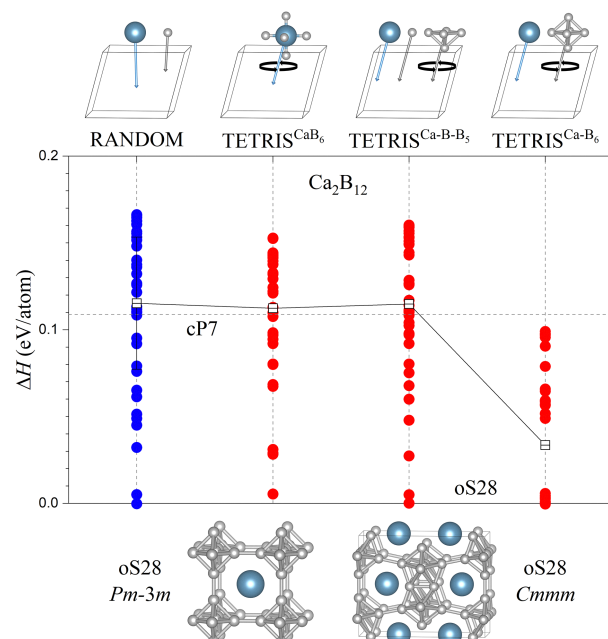 RANDOM TETRIS^CaB₆ TETRIS^Ca-B-B₅ TETRIS^Ca-B₆
0.2
Ca₂B₁₂
ΔH (eV/atom)
0.1
cP7
oS28
0.0
oS28
Pm-3m
oS28
Cmmm